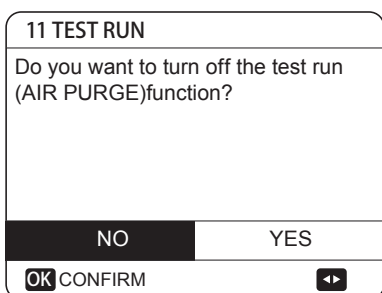 11 TEST RUN
Do you want to turn off the test run
(AIR PURGE)function?
NO YES
OK CONFIRM